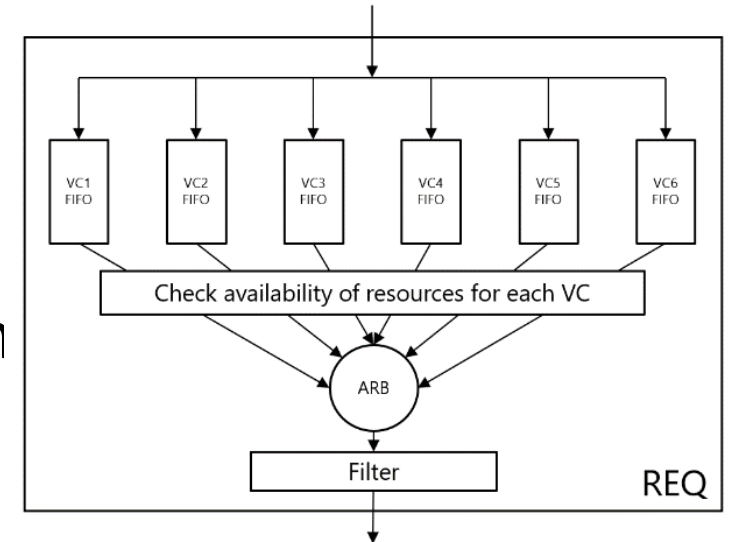 VC1
FIFO
VC2
FIFO
VC3
FIFO
VC4
FIFO
VC5
FIFO
VC6
FIFO
Check availability of resources for each VC
ARB
Filter
REQ